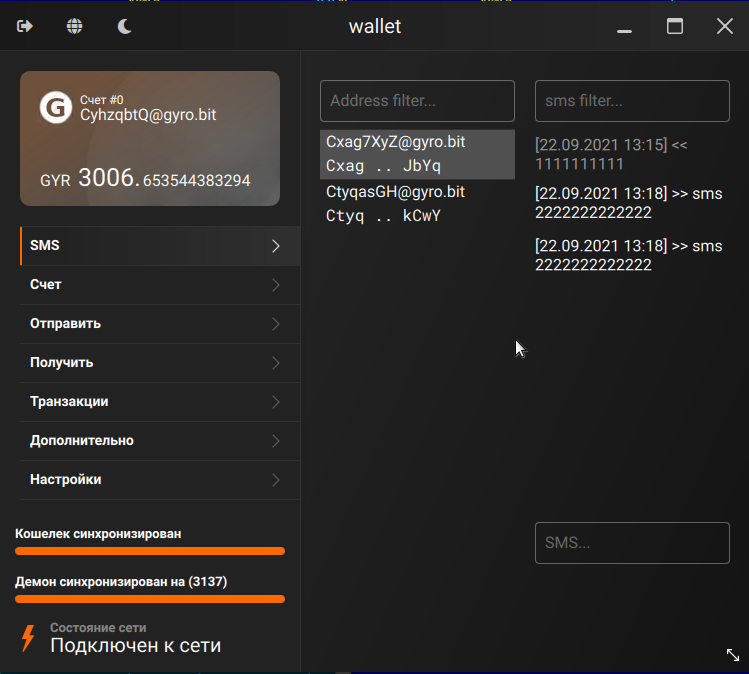 wallet
G
Счет #0
CyhzqbtQ@gyro.bit
GYR 3006.653544383294
SMS
Счет
Отправить
Получить
Транзакции
Дополнительно
Настройки
Кошелек синхронизирован
Демон синхронизирован на (3137)
Состояние сети
Подключен к сети
Address filter...
Cxag7XyZ@gyro.bit
Cxag .. JbYq
CtyqasGH@gyro.bit
Ctyq .. kCwY
sms filter...
[22.09.2021 13:15] <<
1111111111
[22.09.2021 13:18] >> sms
2222222222222
[22.09.2021 13:18] >> sms
2222222222222
SMS...